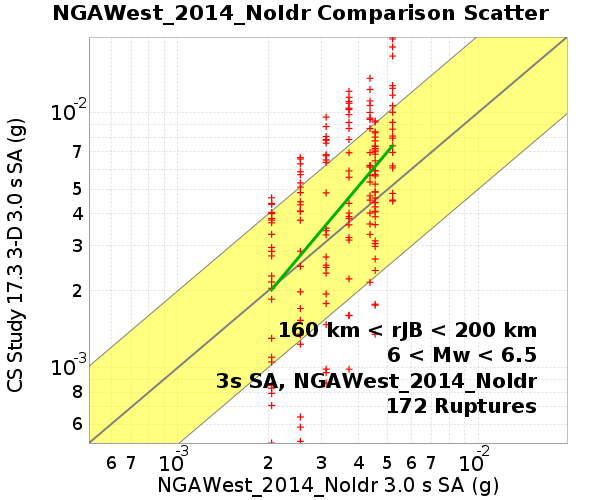 NGAWest_2014_NoIdr Comparison Scatter
CS Study 17.3 3-D 3.0 s SA (g)
10-2
7
5
4
3
2
10-3
8
6
160 km < rJB < 200 km
6 < Mw < 6.5
3s SA, NGAWest_2014_NoIdr
172 Ruptures
6 7 10-3 2 3 4 5 6 7 10-2
NGAWest_2014_NoIdr 3.0 s SA (g)